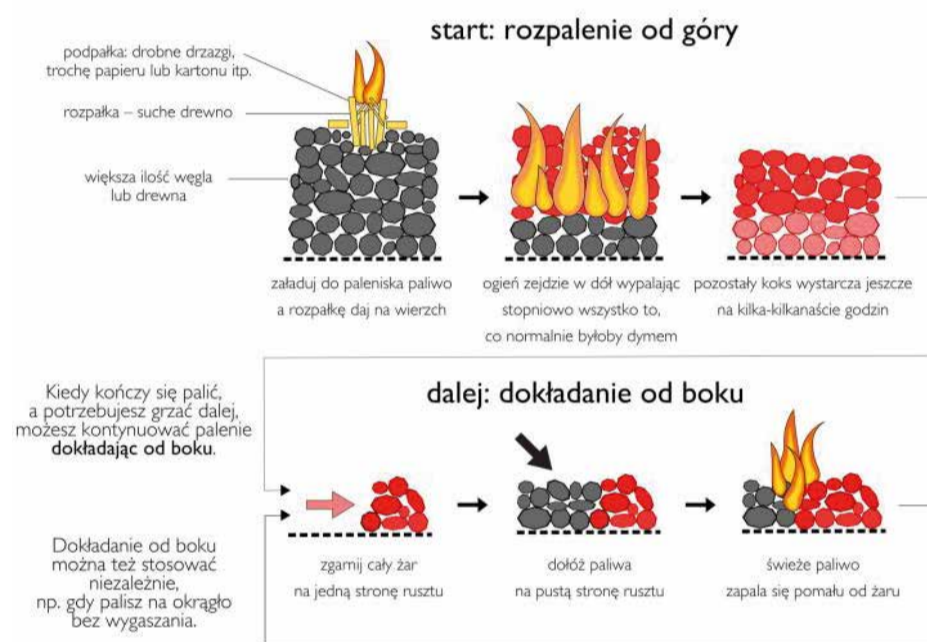 start: rozpalenie od góry
podpałka: drobne drzazgi,
trochę papieru lub kartonu itp.
rozpałka – suche drewno
większa ilość węgla
lub drewna
załaduj do paleniska paliwo
a rozpałkę daj na wierzch
ogień zejdzie w dół wypalając
stopniowo wszystko to,
co normalnie byłoby dymem
pozostały koks wystarcza jeszcze
na kilka-kilkanaście godzin
Kiedy kończy się palić,
a potrzebujesz grzać dalej,
możesz kontynuować palenie
dokładając od boku.
dalej: dokładanie od boku
Dokładanie od boku
można też stosować
niezależnie,
np. gdy palisz na okrągło
bez wygaszania.
zgarnij cały żar
na jedną stronę rusztu
dołóż paliwa
na pustą stronę rusztu
świeże paliwo
zapala się pomału od żaru